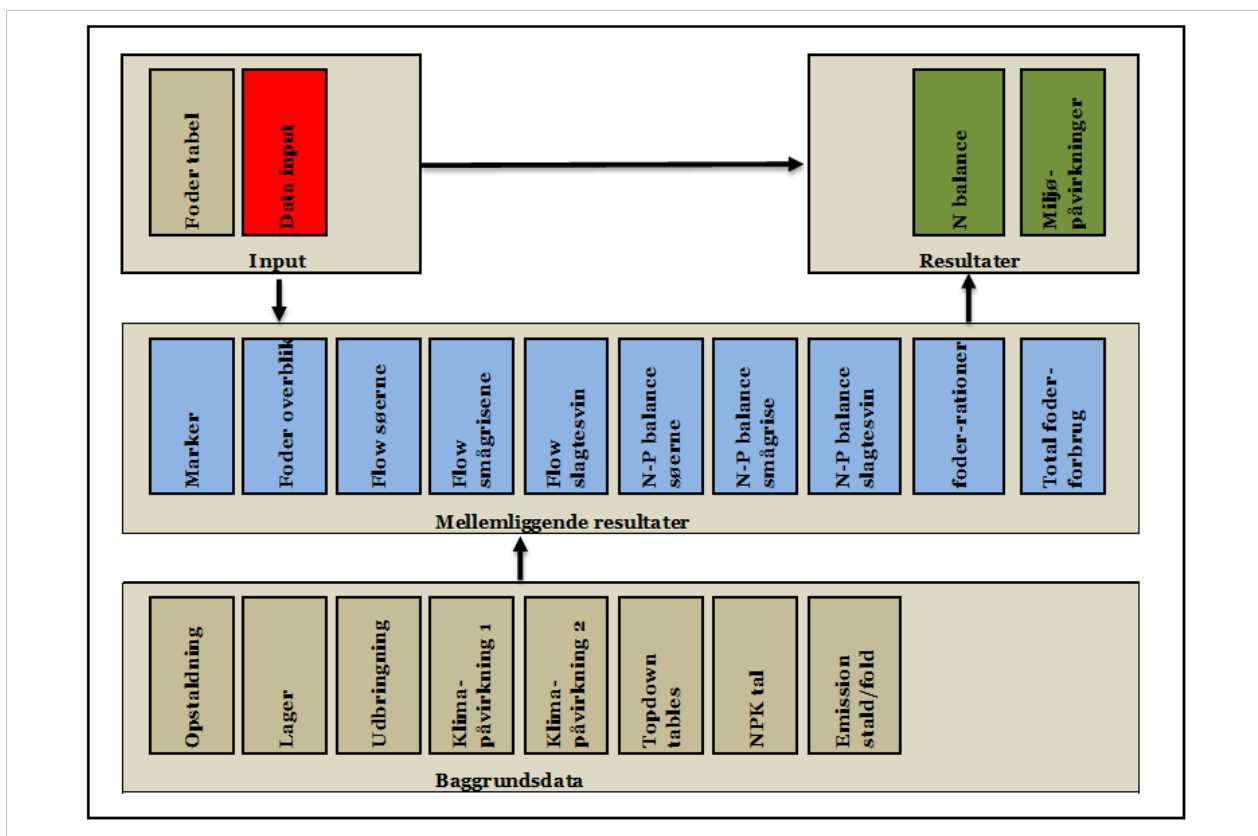 Foder tabel
Data input
Input
N balance
Miljø-
påvirkninger
Resultater
Marker
Foder overblik
Flow søerne
Flow
smågrisene
Flow
slagtesvin
N-P balance
søerne
N-P balance
smågrise
N-P balance
slagtesvin
foder-rationer
Total foder-
forbrug
Mellemliggende resultater
Opstaldning
Lager
Udbringning
Klima-
påvirkning 1
Klima-
påvirkning 2
Topdown
tables
NPK tal
Emission
stald/fold
Baggrundsdata